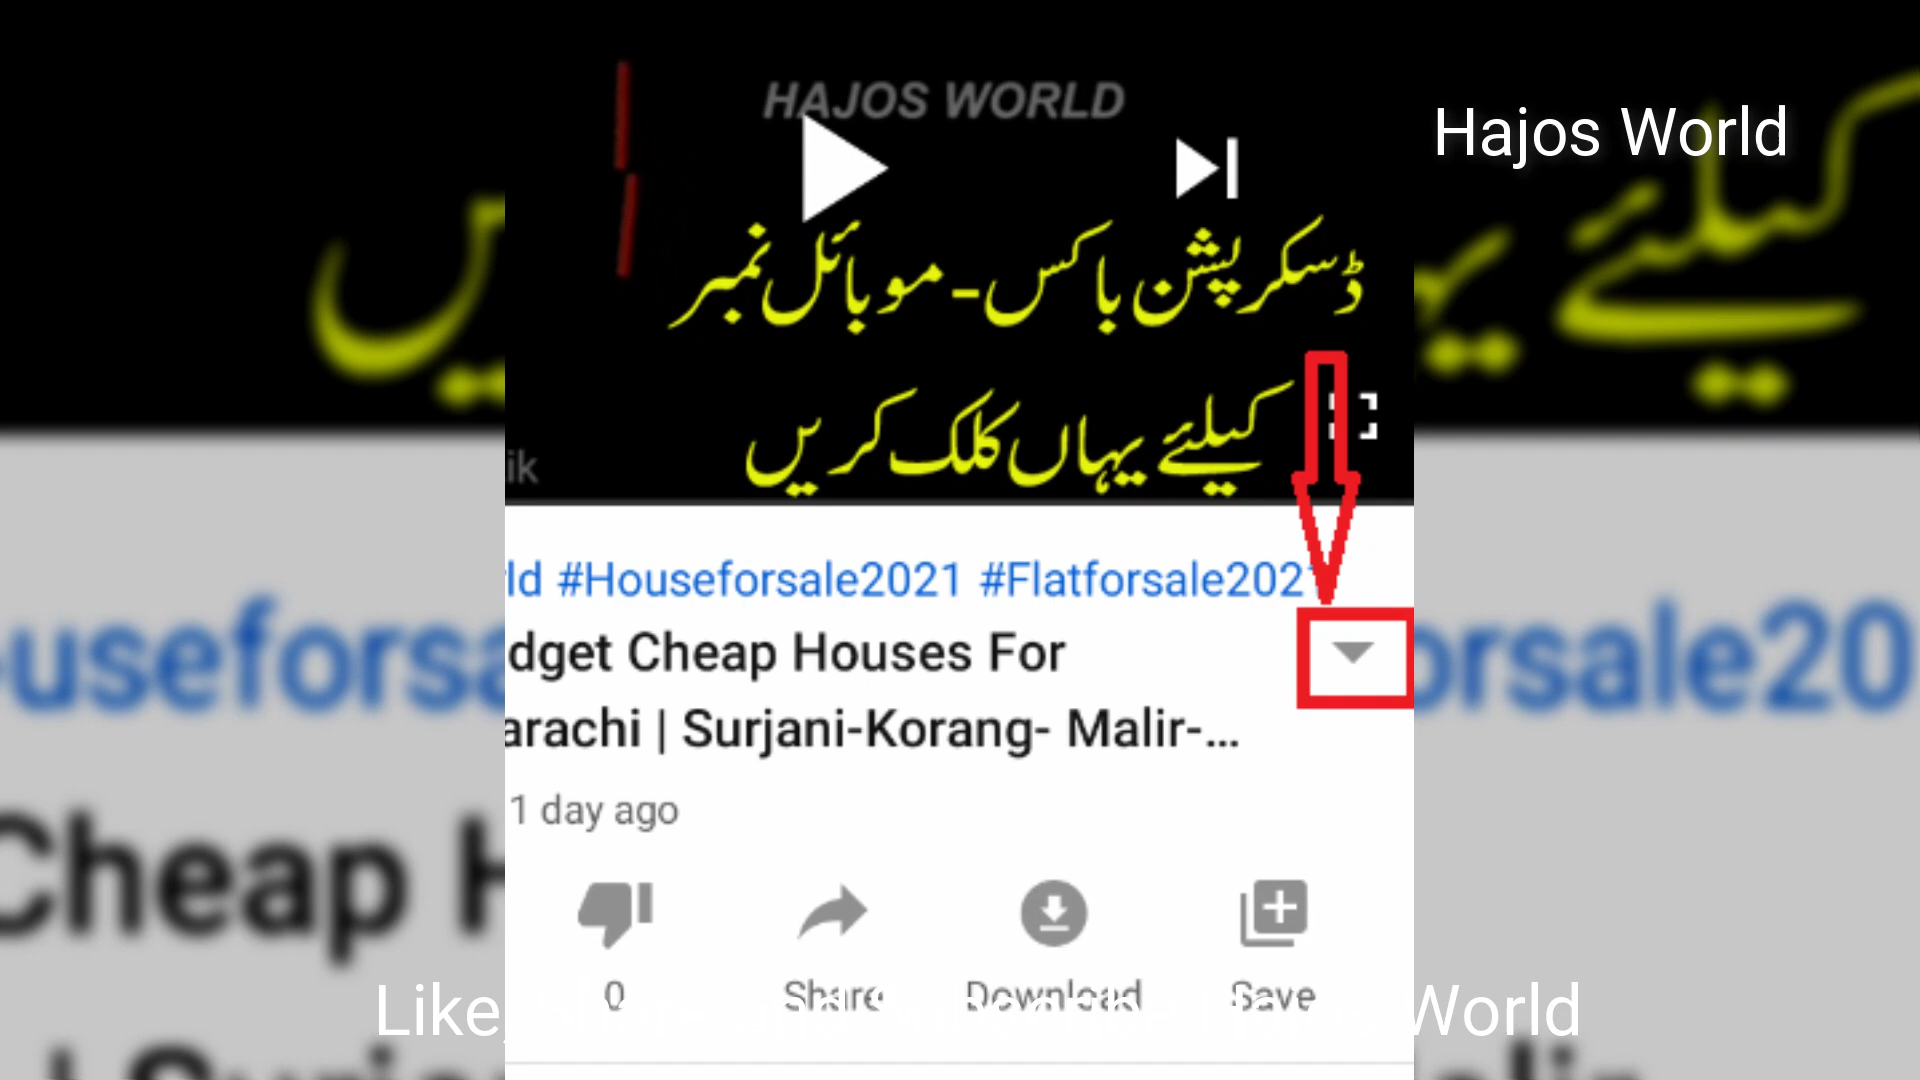 HAJOS WORLD
Hajos World
ڈسکرپشن باکس - موبائل نمبر
کیلئے یہاں کلک کریں
ik
ld #Houseforsale2021 #Flatforsale202
dget Cheap Houses For
arachi | Surjani-Korang- Malir-...
1 day ago
0 Share Download Save
Like, World